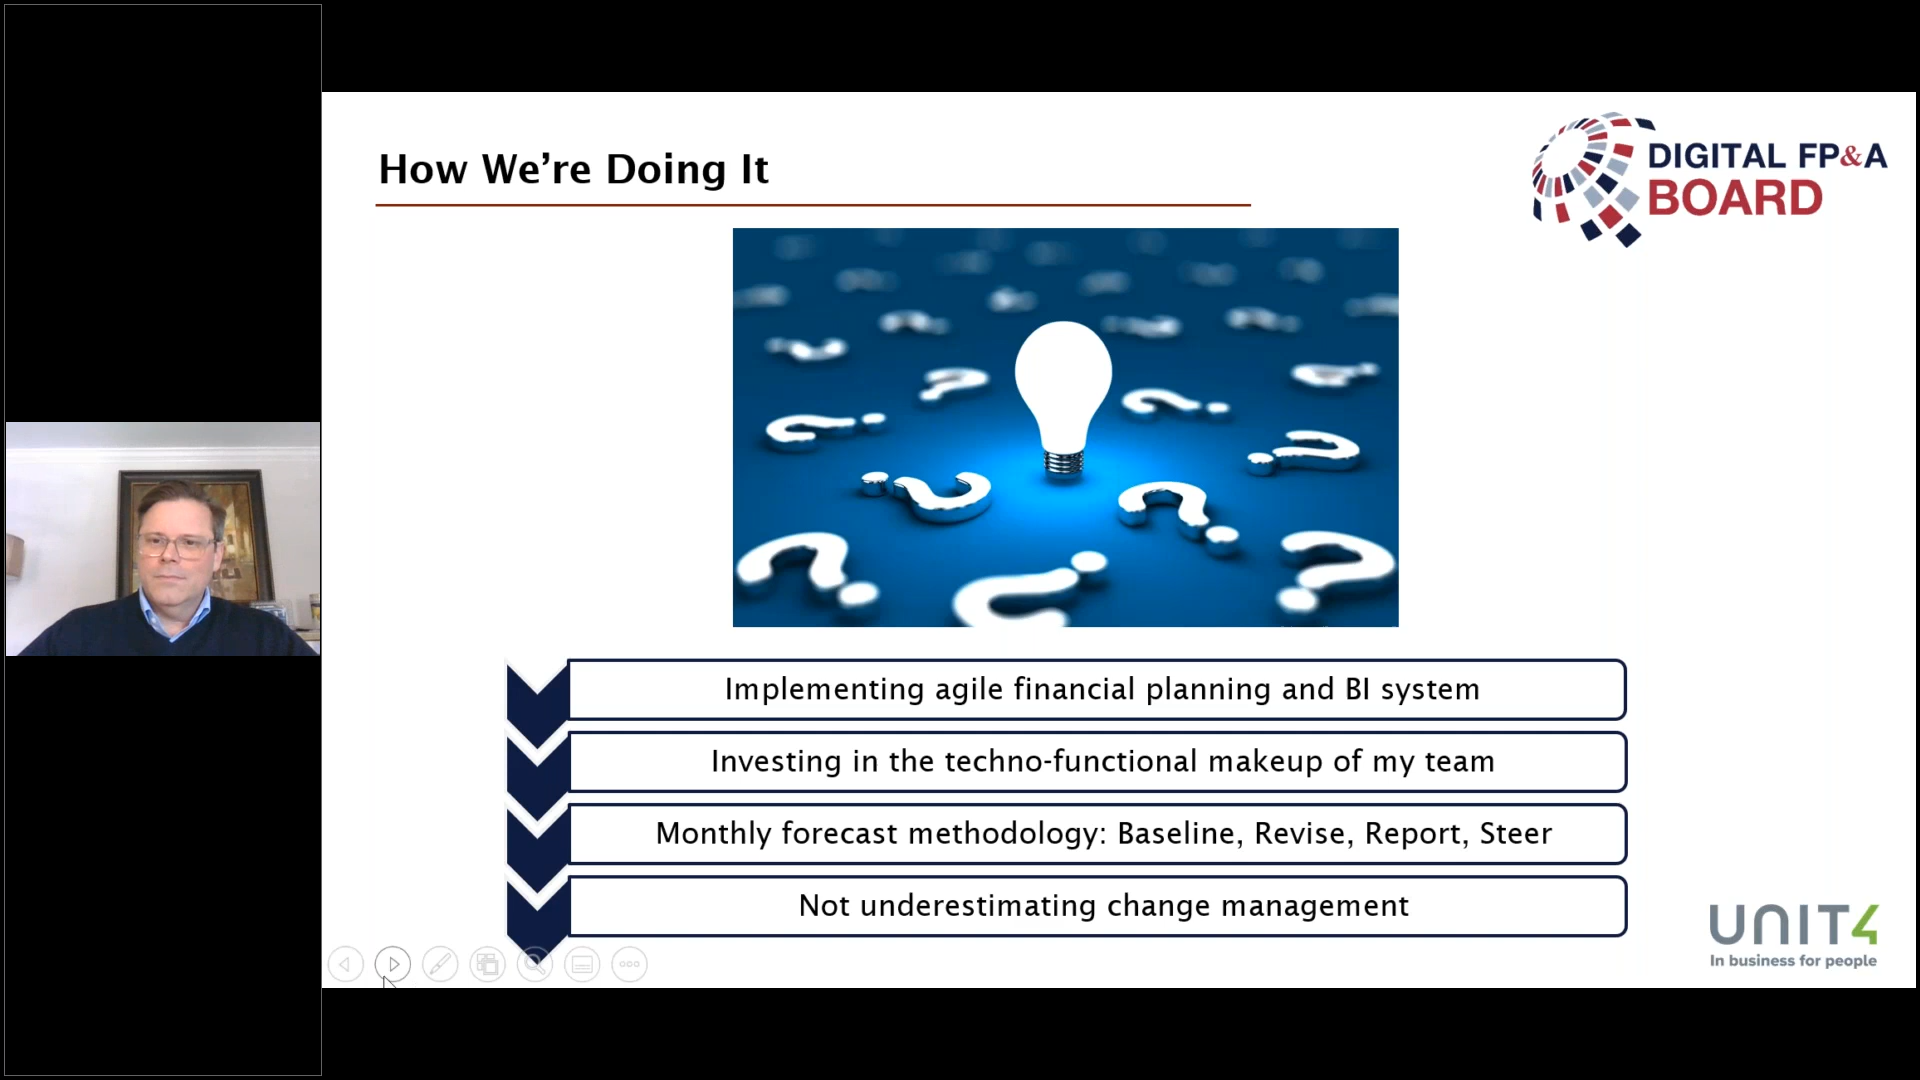 How We’re Doing It
DIGITAL FP&A
BOARD
Implementing agile financial planning and BI system
Investing in the techno-functional makeup of my team
Monthly forecast methodology: Baseline, Revise, Report, Steer
Not underestimating change management
UNIT4
In business for people